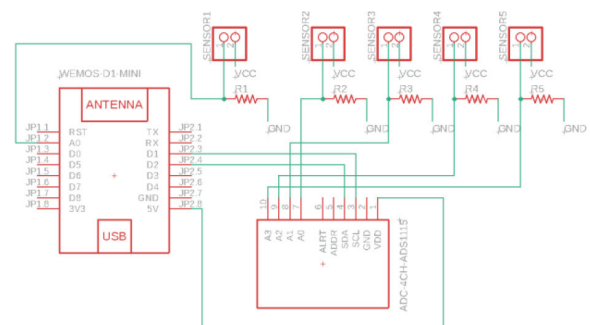 SENSOR1
1 2
SENSOR2
1 2
SENSOR3
1 2
SENSOR4
1 2
SENSOR5
1 2
VCC VCC VCC VCC VCC
R1 R2 R3 R4 R5
GND GND GND GND GND
WEMOS-D1-MINI
ANTENNA
JP1.1 RST TX JP2.1
JP1.2 A0 RX JP2.2
JP1.3 D0 D1 JP2.3
JP1.4 D5 D2 JP2.4
JP1.5 D6 D3 JP2.5
JP1.6 D7 D4 JP2.6
JP1.7 D8 GND JP2.7
JP1.8 3V3 5V JP2.8
USB
10 9 8 7 6 5 4 3 2 1
A3 A2 A1 A0 ALRT ADDR SDA SCL GND VDD
ADC-4CH-ADS1115